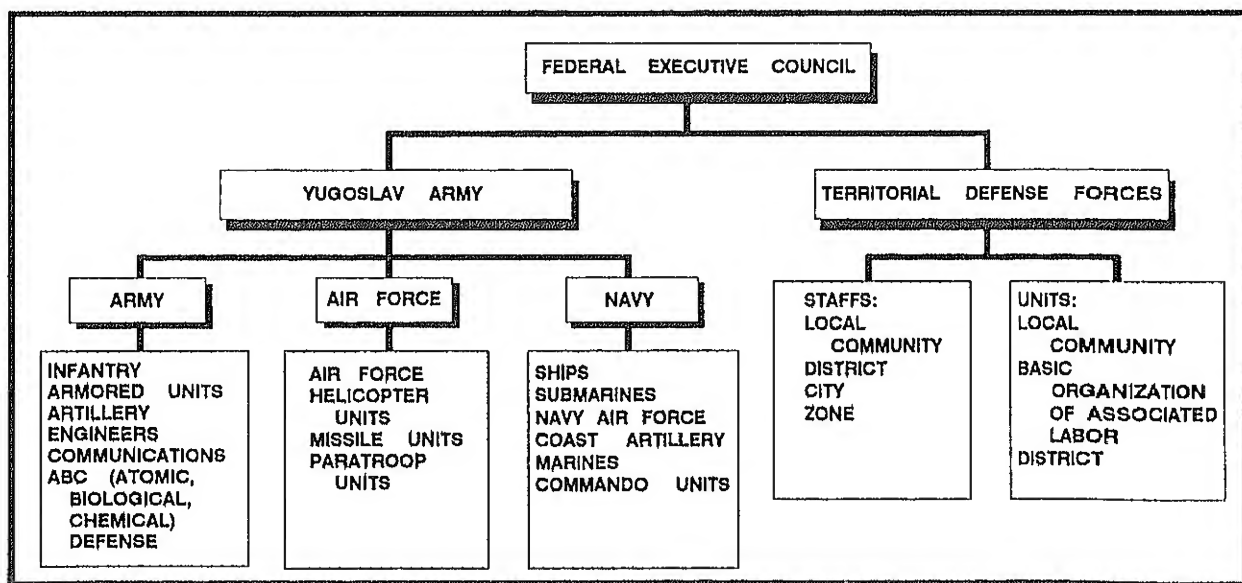 FEDERAL EXECUTIVE COUNCIL
YUGOSLAV ARMY
TERRITORIAL DEFENSE FORCES
ARMY
AIR FORCE
NAVY
INFANTRY
ARMORED UNITS
ARTILLERY
ENGINEERS
COMMUNICATIONS
ABC (ATOMIC,
BIOLOGICAL,
CHEMICAL)
DEFENSE
AIR FORCE
HELICOPTER
UNITS
MISSILE UNITS
PARATROOP
UNITS
SHIPS
SUBMARINES
NAVY AIR FORCE
COAST ARTILLERY
MARINES
COMMANDO UNITS
STAFFS:
LOCAL
COMMUNITY
DISTRICT
CITY
ZONE
UNITS:
LOCAL
COMMUNITY
BASIC
ORGANIZATION
OF ASSOCIATED
LABOR
DISTRICT